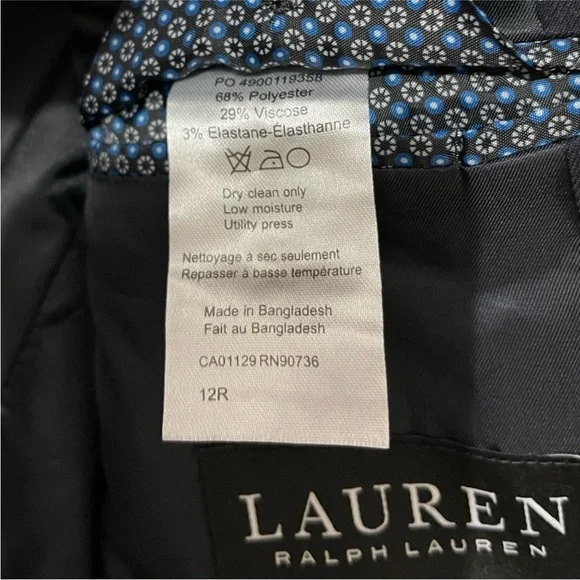 PO 4900119358
68% Polyester
29% Viscose
3% Elastane-Elasthanne
Dry clean only
Low moisture
Utility press
Nettoyage à sec seulement
Repasser à basse température
Made in Bangladesh
Fait au Bangladesh
CA01129 RN90736
12R
LAUREN
RALPH LAUREN